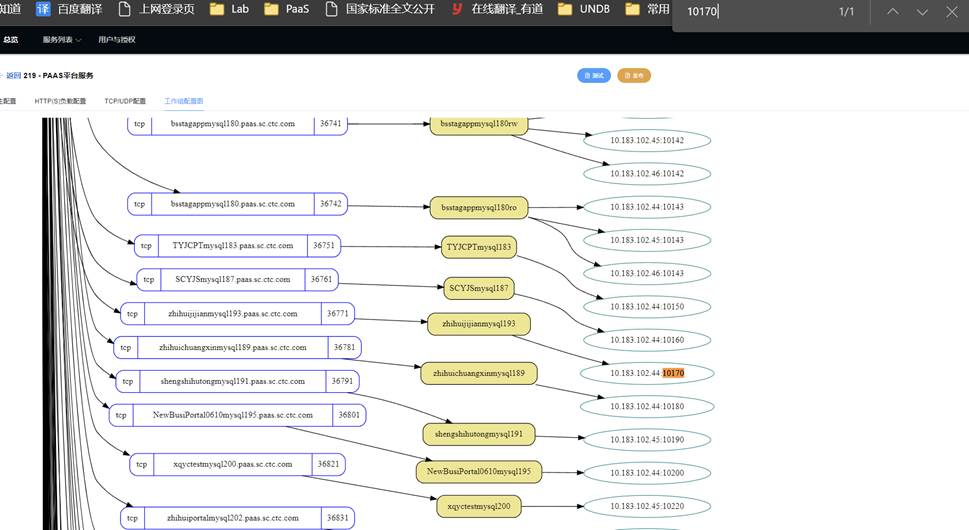 知道 百度翻译 上网登录页 Lab PaaS 国家标准全文公开 在线翻译_有道 UNDB 常用
10170 1/1
总览 服务列表 用户与授权
返回 219 - PAAS平台服务 测试 发布
主配置 HTTP(S)负载配置 TCP/UDP配置 工作组配置图
tcp bsstagappmysql180.paas.sc.ctc.com 36741 bsstagappmysql180rw
10.183.102.45:10142
10.183.102.46:10142
tcp bsstagappmysql180.paas.sc.ctc.com 36742 bsstagappmysql180ro 10.183.102.44:10143
10.183.102.45:10143
tcp TYJCPTmysql183.paas.sc.ctc.com 36751 TYJCPTmysql183
10.183.102.46:10143
tcp SCYJSmysql187.paas.sc.ctc.com 36761 SCYJSmysql187
10.183.102.44:10150
tcp zhihuijijianmysql193.paas.sc.ctc.com 36771 zhihuijijianmysql193
10.183.102.44:10160
tcp zhihuichuangxinmysql189.paas.sc.ctc.com 36781
zhihuichuangxinmysql189 10.183.102.44:10170
tcp shengshihutongmysql191.paas.sc.ctc.com 36791
10.183.102.44:10180
tcp NewBusiPortal0610mysql195.paas.sc.ctc.com 36801
shengshihutongmysql191 10.183.102.45:10190
tcp xqyctestmysql200.paas.sc.ctc.com 36821
NewBusiPortal0610mysql195 10.183.102.44:10200
xqyctestmysql200 10.183.102.45:10220
tcp zhihuiportalmysql202.paas.sc.ctc.com 36831